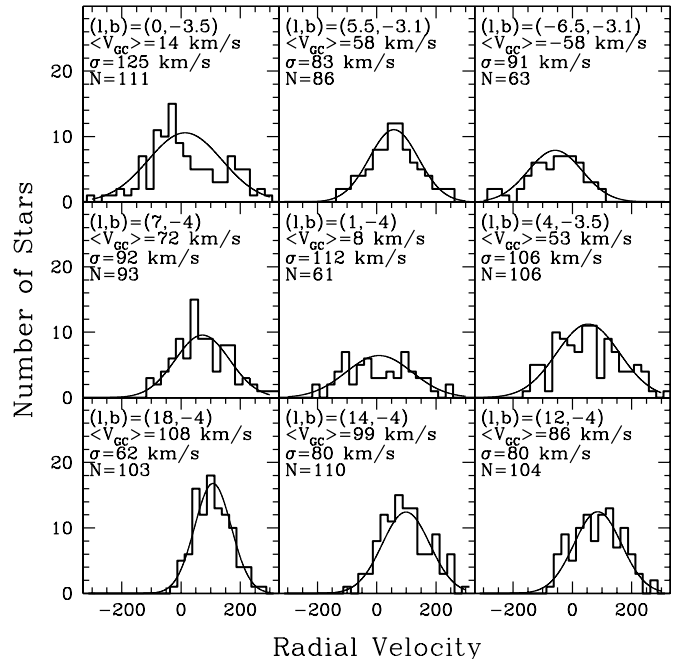 (l,b)=(0,−3.5)
<V_GC>=14 km/s
σ=125 km/s
N=111
(l,b)=(5.5,−3.1)
<V_GC>=58 km/s
σ=83 km/s
N=86
(l,b)=(−6.5,−3.1)
<V_GC>=−58 km/s
σ=91 km/s
N=63
20
10
0
(l,b)=(7,−4)
<V_GC>=72 km/s
σ=92 km/s
N=93
(l,b)=(1,−4)
<V_GC>=8 km/s
σ=112 km/s
N=61
(l,b)=(4,−3.5)
<V_GC>=53 km/s
σ=106 km/s
N=106
20
10
0
(l,b)=(18,−4)
<V_GC>=108 km/s
σ=62 km/s
N=103
(l,b)=(14,−4)
<V_GC>=99 km/s
σ=80 km/s
N=110
(l,b)=(12,−4)
<V_GC>=86 km/s
σ=80 km/s
N=104
20
10
0
Number of Stars
−200 0 200 −200 0 200 −200 0 200
Radial Velocity